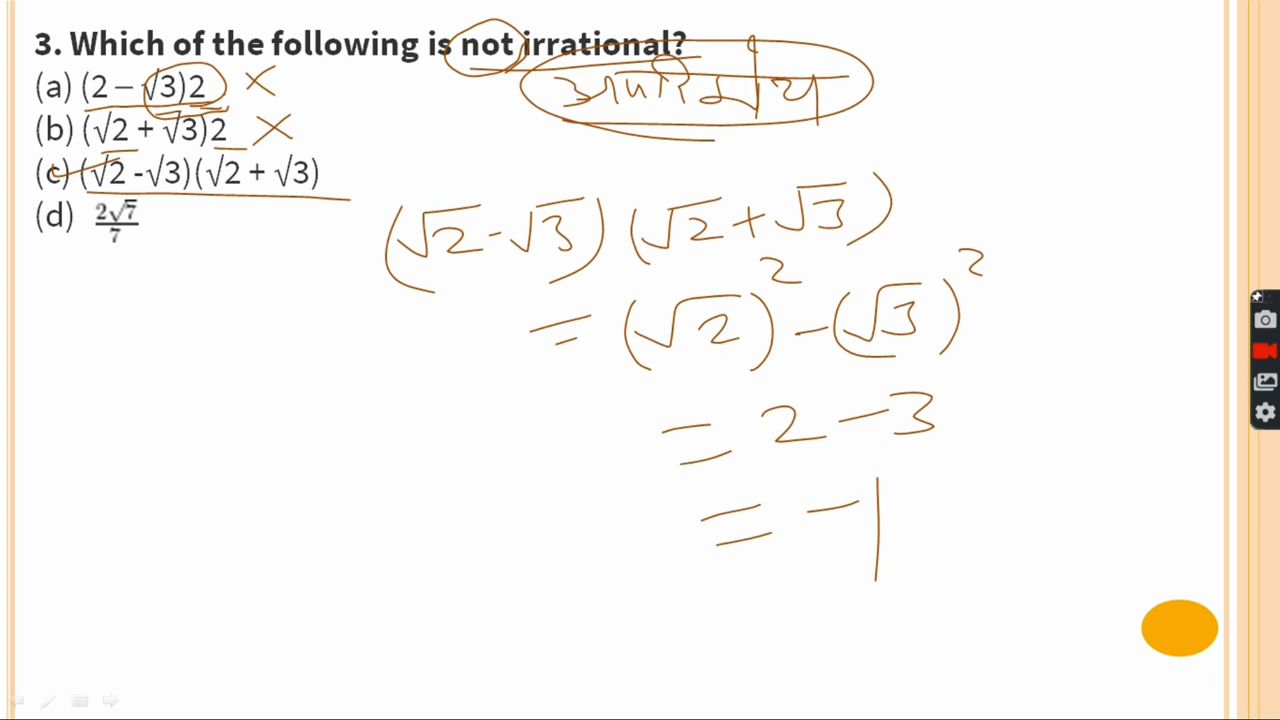 3. Which of the following is not irrational?
(a) (2 – √3)2 ×
अपरिमेय
(b) (√2 + √3)2 ×
(c) (√2 -√3)(√2 + √3)
(d) 2√7/7
(√2 - √3) (√2 + √3)
= (√2)² - (√3)²
= 2 - 3
= -1